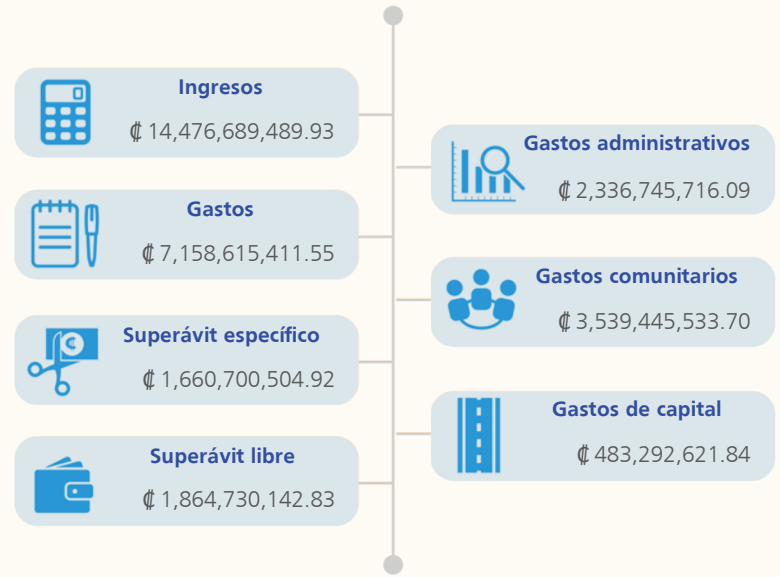 Ingresos
₡ 14,476,689,489.93
Gastos
₡ 7,158,615,411.55
Superávit específico
₡ 1,660,700,504.92
Superávit libre
₡ 1,864,730,142.83
Gastos administrativos
₡ 2,336,745,716.09
Gastos comunitarios
₡ 3,539,445,533.70
Gastos de capital
₡ 483,292,621.84